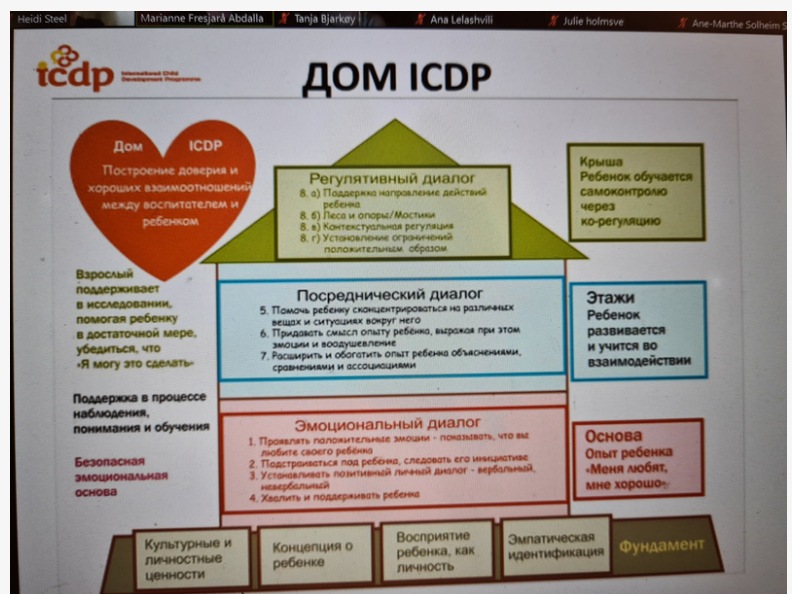 Heidi Steel
Marianne Fresjarå Abdalla
Tanja Bjarkøy
Ana Lelashvili
Julie holmsve
Ane-Marthe Solheim S
icdp
International Child
Development Programme
ДОМ ICDP
Дом ICDP
Построение доверия и
хороших взаимоотношений
между воспитателем и
ребенком
Регулятивный диалог
8. а) Поддержка направление действий
ребенка
8. б) Леса и опоры/Мостики
8. в) Контекстуальная регуляция
8. г) Установление ограничений
положительным образом
Крыша
Ребенок обучается
самоконтролю
через
ко-регуляцию
Взрослый
поддерживает
в исследовании,
помогая ребенку
в достаточной мере,
убедиться, что
«Я могу это сделать»
Посреднический диалог
5. Помочь ребенку сконцентрироваться на различных
вещах и ситуациях вокруг него
6. Придавать смысл опыту ребенка, выражая при этом
эмоции и воодушевление
7. Расширить и обогатить опыт ребенка объяснениями,
сравнениями и ассоциациями
Этажи
Ребенок
развивается
и учится во
взаимодействии
Поддержка в процессе
наблюдения,
понимания и обучения
Безопасная
эмоциональная
основа
Эмоциональный диалог
1. Проявлять положительные эмоции - показывать, что вы
любите своего ребёнка
2. Подстраиваться под ребёнка, следовать его инициативе
3. Устанавливать позитивный личный диалог - вербальный,
невербальный
4. Хвалить и поддерживать ребенка
Основа
Опыт ребенка
«Меня любят,
мне хорошо»
Культурные и
личностные
ценности
Концепция о
ребенке
Восприятие
ребенка, как
личность
Эмпатическая
идентификация
Фундамент